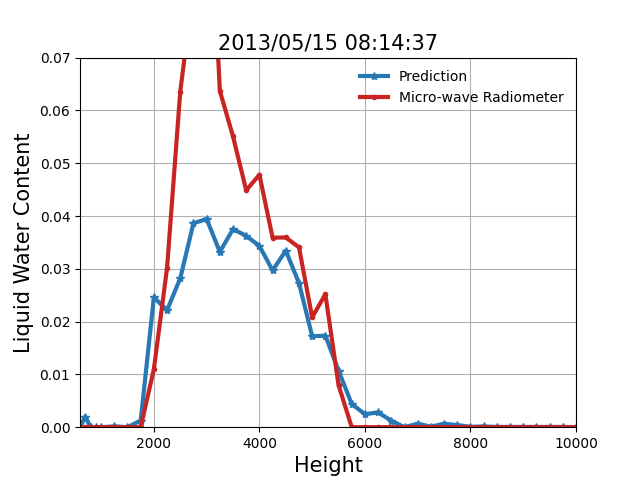 2013/05/15 08:14:37
Prediction
Micro-wave Radiometer
Liquid Water Content
0.07
0.06
0.05
0.04
0.03
0.02
0.01
0.00
2000 4000 6000 8000 10000
Height